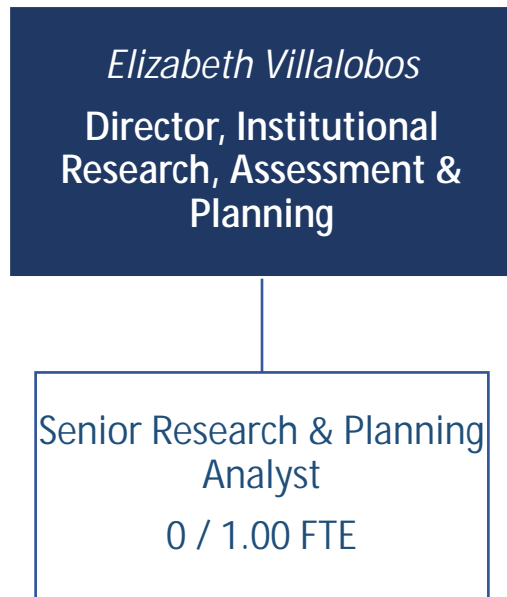 Elizabeth Villalobos
Director, Institutional
Research, Assessment &
Planning
Senior Research & Planning
Analyst
0 / 1.00 FTE